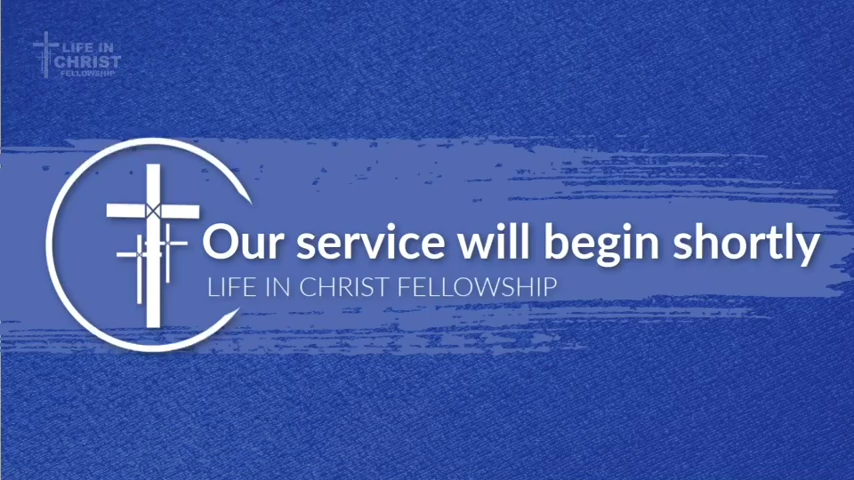 LIFE IN
CHRIST
FELLOWSHIP
Our service will begin shortly
LIFE IN CHRIST FELLOWSHIP